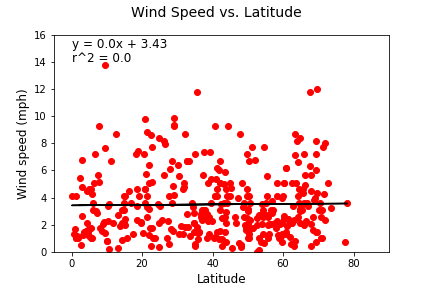 Wind Speed vs. Latitude
y = 0.0x + 3.43
r^2 = 0.0
Wind speed (mph)
16
14
12
10
8
6
4
2
0
0
20
40
60
80
Latitude